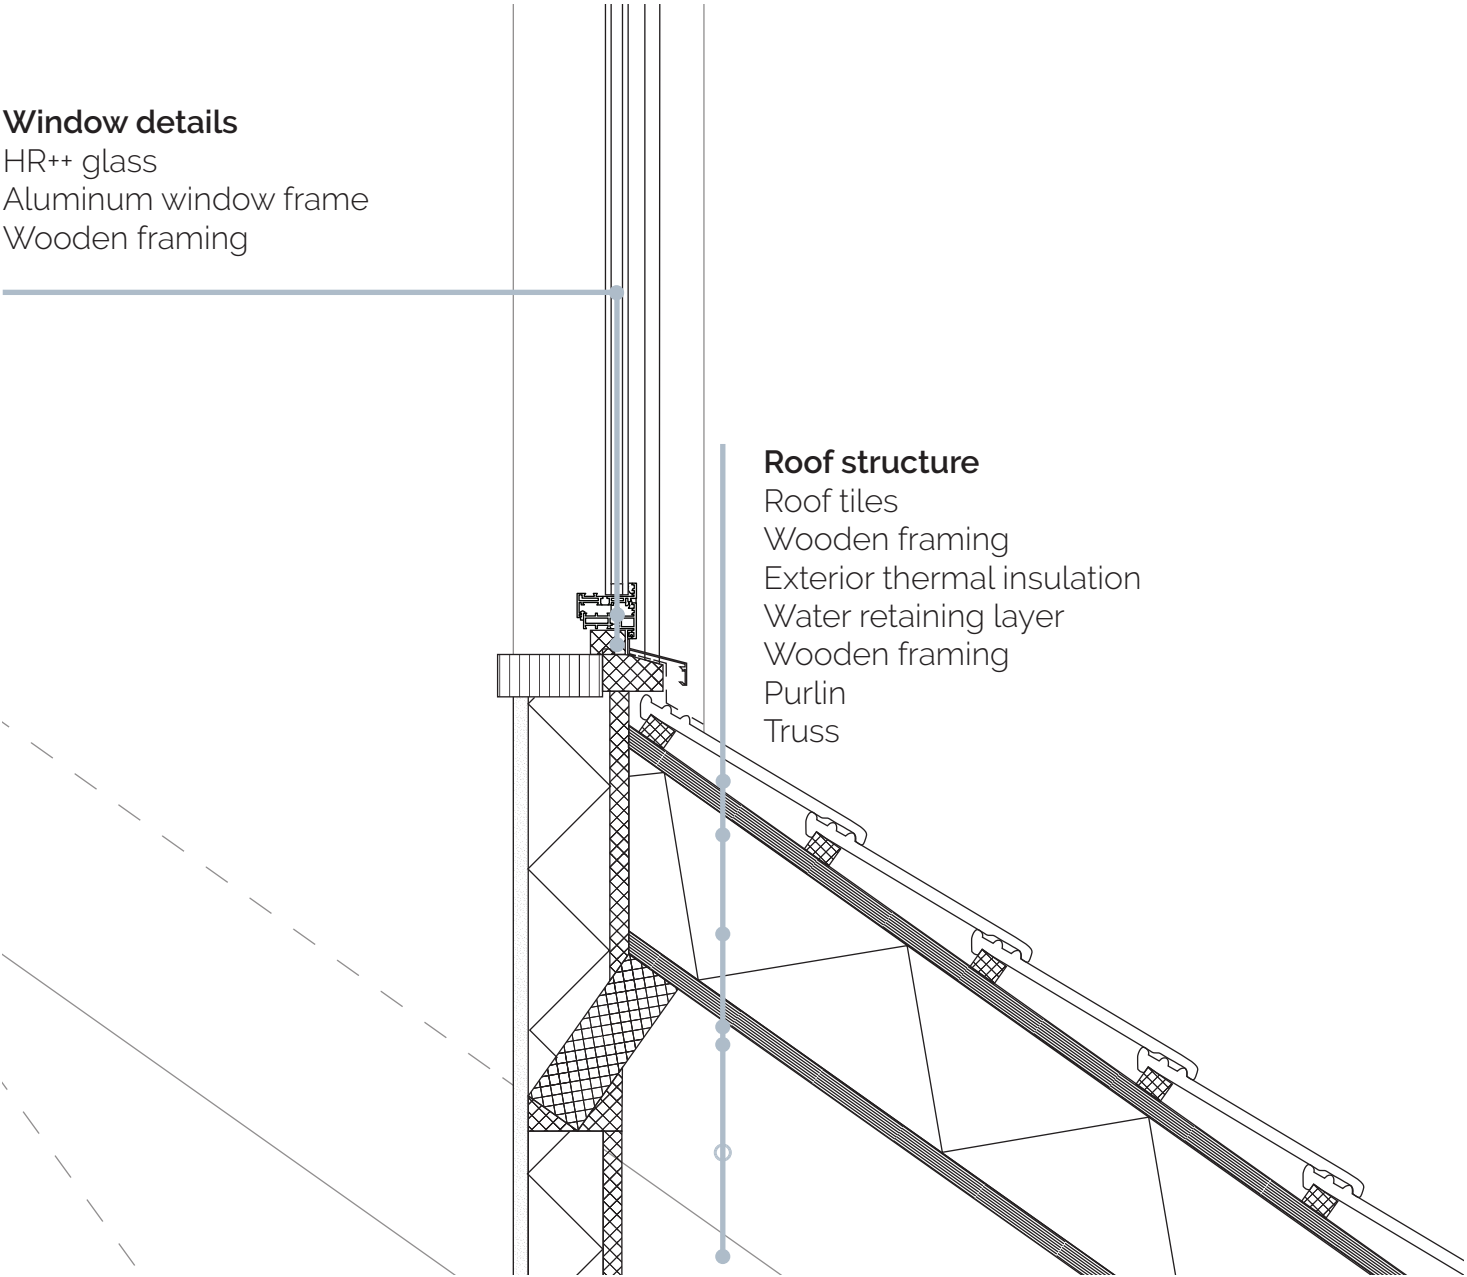 Window details
HR++ glass
Aluminum window frame
Wooden framing
Roof structure
Roof tiles
Wooden framing
Exterior thermal insulation
Water retaining layer
Wooden framing
Purlin
Truss